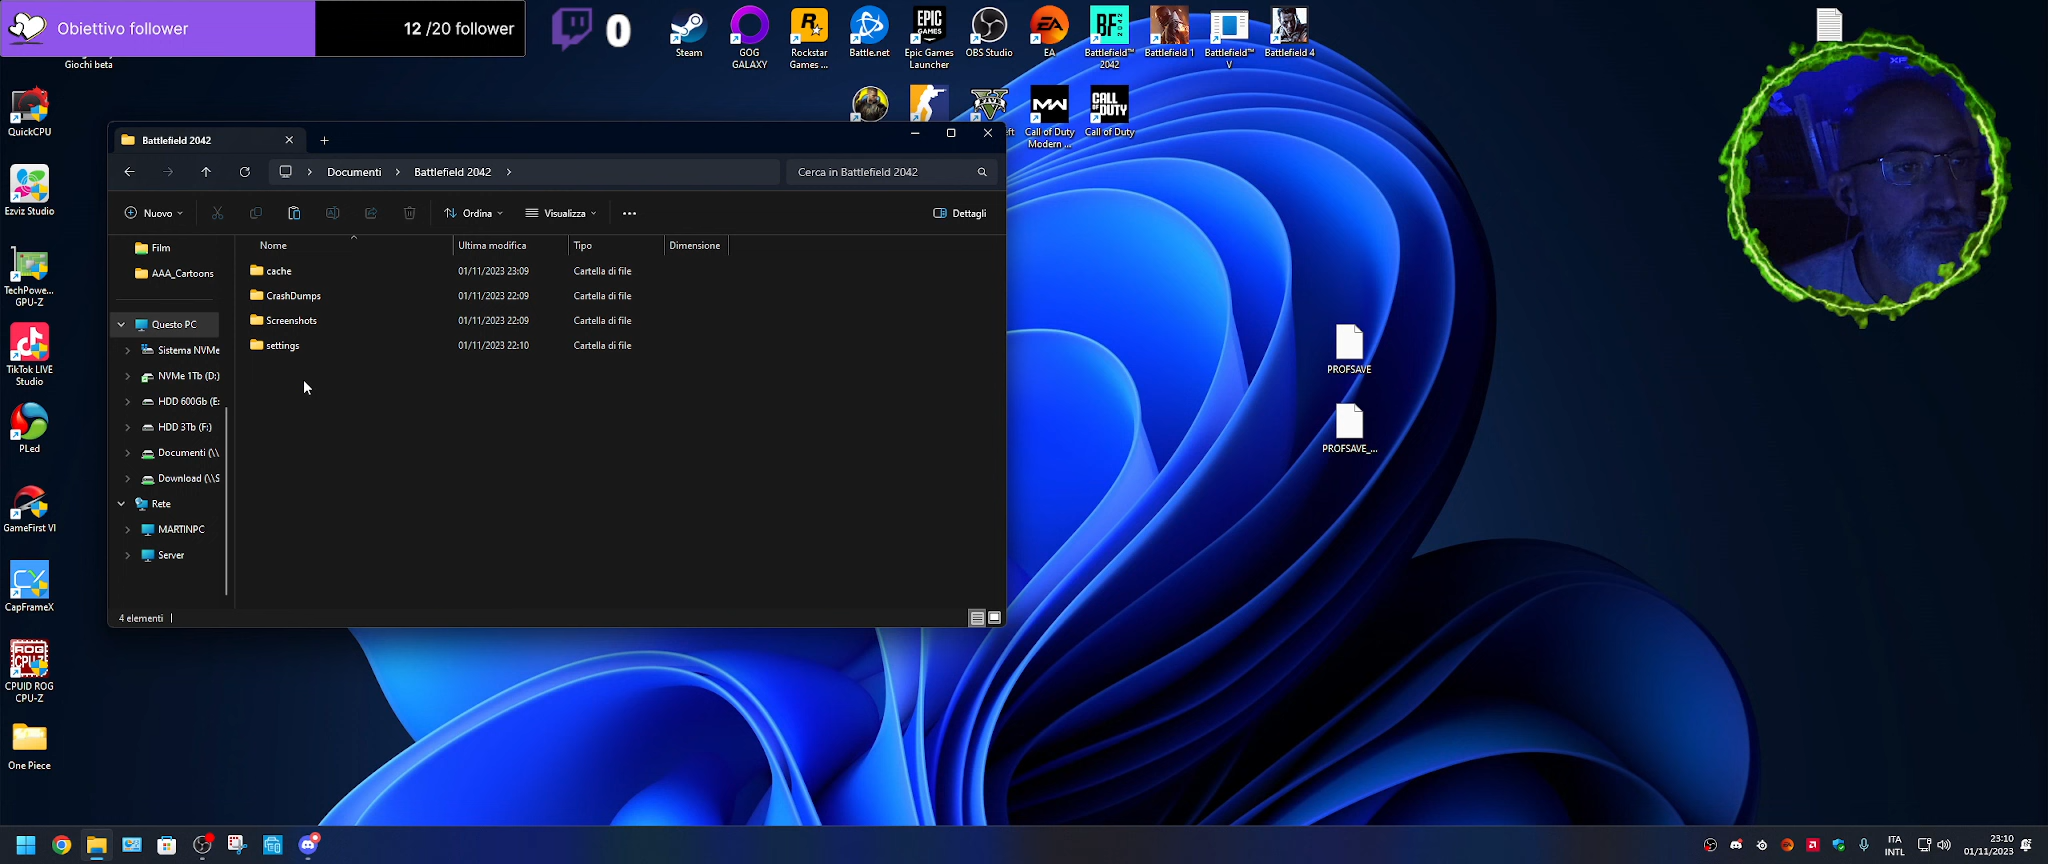 Obiettivo follower
12 /20 follower
0
Giochi beta
Steam
GOG
GALAXY
Rockstar
Games ...
Battle.net
Epic Games
Launcher
OBS Studio
EA
Battlefield™
2042
Battlefield 1
Battlefield™
V
Battlefield 4
Call of Duty
Modern ...
Call of Duty
QuickCPU
Ezviz Studio
TechPowe...
GPU-Z
TikTok LIVE
Studio
PLed
GameFirst VI
CapFrameX
CPUID ROG
CPU-Z
One Piece
Battlefield 2042
Documenti
Battlefield 2042
Cerca in Battlefield 2042
Nuovo
Ordina
Visualizza
Dettagli
Nome
Ultima modifica
Tipo
Dimensione
cache
01/11/2023 23:09
Cartella di file
CrashDumps
01/11/2023 22:09
Cartella di file
Screenshots
01/11/2023 22:09
Cartella di file
settings
01/11/2023 22:10
Cartella di file
Film
AAA_Cartoons
Questo PC
Sistema NVMe
NVMe 1Tb (D:)
HDD 600Gb (E:
HDD 3Tb (F:)
Documenti (\\
Download (\\S
Rete
MARTINPC
Server
4 elementi
PROFSAVE
PROFSAVE_...
ITA
INTL
23:10
01/11/2023